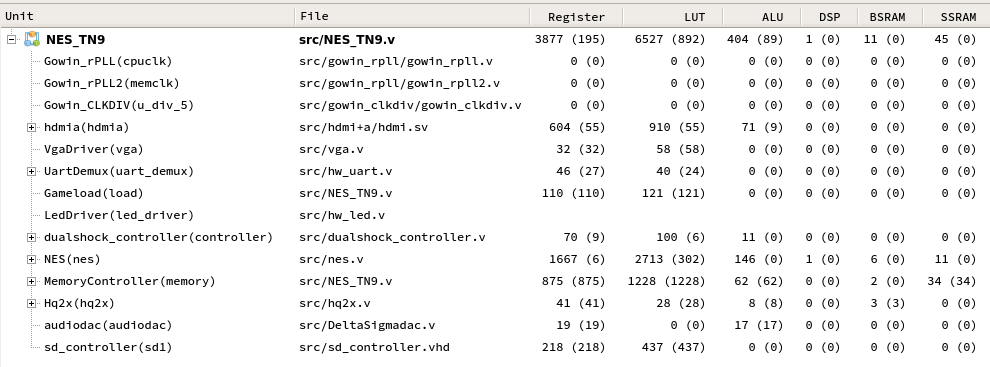 Unit File Register LUT ALU DSP BSRAM SSRAM
NES_TN9 src/NES_TN9.v 3877 (195) 6527 (892) 404 (89) 1 (0) 11 (0) 45 (0)
Gowin_rPLL(cpuclk) src/gowin_rpll/gowin_rpll.v 0 (0) 0 (0) 0 (0) 0 (0) 0 (0) 0 (0)
Gowin_rPLL2(memclk) src/gowin_rpll/gowin_rpll2.v 0 (0) 0 (0) 0 (0) 0 (0) 0 (0) 0 (0)
Gowin_CLKDIV(u_div_5) src/gowin_clkdiv/gowin_clkdiv.v 0 (0) 0 (0) 0 (0) 0 (0) 0 (0) 0 (0)
hdmia(hdmia) src/hdmi+a/hdmi.sv 604 (55) 910 (55) 71 (9) 0 (0) 0 (0) 0 (0)
VgaDriver(vga) src/vga.v 32 (32) 58 (58) 0 (0) 0 (0) 0 (0) 0 (0)
UartDemux(uart_demux) src/hw_uart.v 46 (27) 40 (24) 0 (0) 0 (0) 0 (0) 0 (0)
Gameload(load) src/NES_TN9.v 110 (110) 121 (121) 0 (0) 0 (0) 0 (0) 0 (0)
LedDriver(led_driver) src/hw_led.v
dualshock_controller(controller) src/dualshock_controller.v 70 (9) 100 (6) 11 (0) 0 (0) 0 (0) 0 (0)
NES(nes) src/nes.v 1667 (6) 2713 (302) 146 (0) 1 (0) 6 (0) 11 (0)
MemoryController(memory) src/NES_TN9.v 875 (875) 1228 (1228) 62 (62) 0 (0) 2 (0) 34 (34)
Hq2x(hq2x) src/hq2x.v 41 (41) 28 (28) 8 (8) 0 (0) 3 (3) 0 (0)
audiodac(audiodac) src/DeltaSigmadac.v 19 (19) 0 (0) 17 (17) 0 (0) 0 (0) 0 (0)
sd_controller(sd1) src/sd_controller.vhd 218 (218) 437 (437) 0 (0) 0 (0) 0 (0) 0 (0)